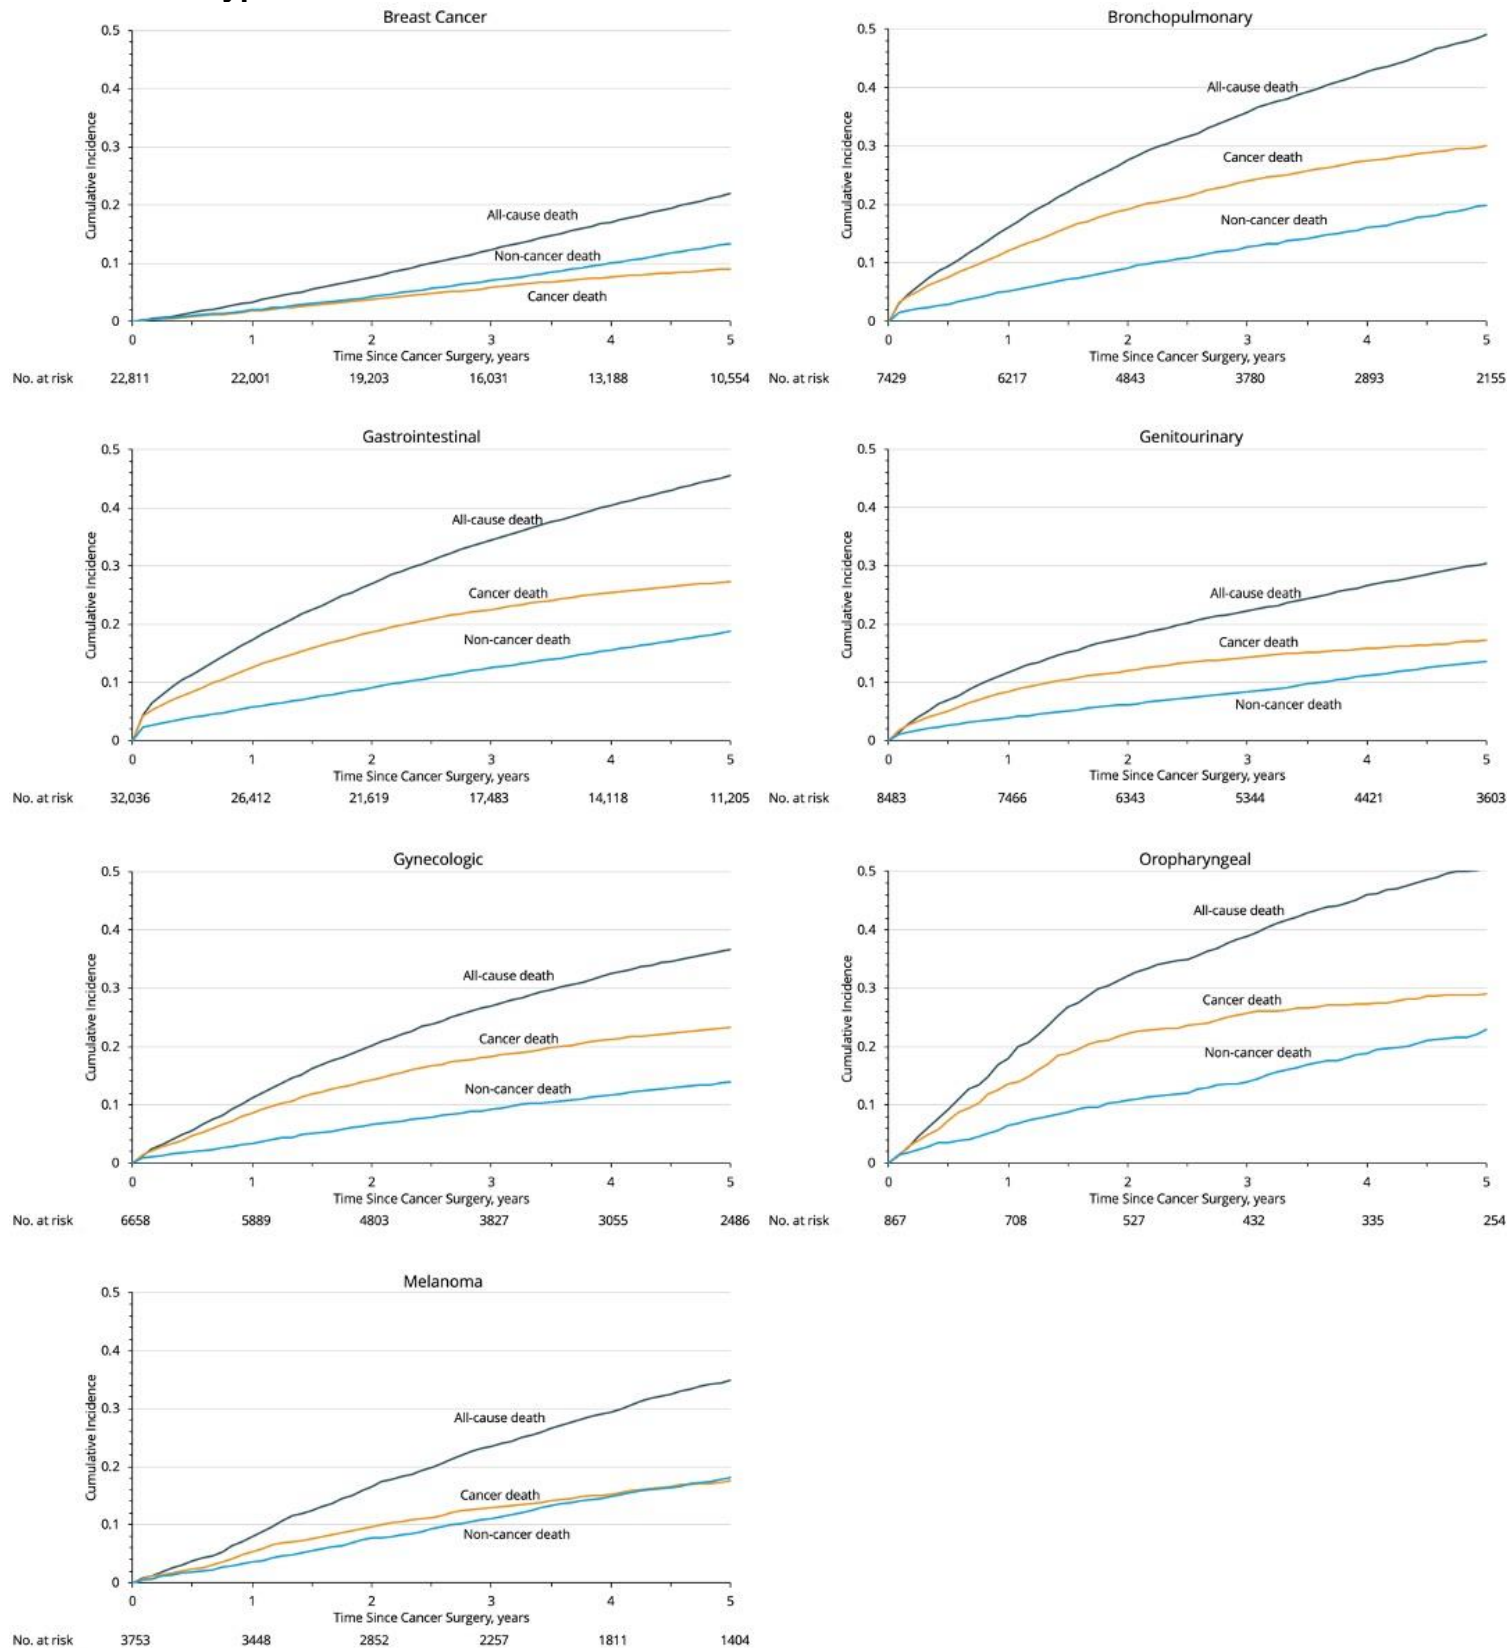 Breast Cancer
0.5
0.4
0.3
0.2
0.1
0
Cumulative Incidence
All-cause death
Non-cancer death
Cancer death
0 1 2 3 4 5
Time Since Cancer Surgery, years
No. at risk 22,811 22,001 19,203 16,031 13,188 10,554
Bronchopulmonary
0.5
0.4
0.3
0.2
0.1
0
Cumulative Incidence
All-cause death
Cancer death
Non-cancer death
0 1 2 3 4 5
Time Since Cancer Surgery, years
No. at risk 7429 6217 4843 3780 2893 2155
Gastrointestinal
0.5
0.4
0.3
0.2
0.1
0
Cumulative Incidence
All-cause death
Cancer death
Non-cancer death
0 1 2 3 4 5
Time Since Cancer Surgery, years
No. at risk 32,036 26,412 21,619 17,483 14,118 11,205
Genitourinary
0.5
0.4
0.3
0.2
0.1
0
Cumulative Incidence
All-cause death
Cancer death
Non-cancer death
0 1 2 3 4 5
Time Since Cancer Surgery, years
No. at risk 8483 7466 6343 5344 4421 3603
Gynecologic
0.5
0.4
0.3
0.2
0.1
0
Cumulative Incidence
All-cause death
Cancer death
Non-cancer death
0 1 2 3 4 5
Time Since Cancer Surgery, years
No. at risk 6658 5889 4803 3827 3055 2486
Oropharyngeal
0.5
0.4
0.3
0.2
0.1
0
Cumulative Incidence
All-cause death
Cancer death
Non-cancer death
0 1 2 3 4 5
Time Since Cancer Surgery, years
No. at risk 867 708 527 432 335 254
Melanoma
0.5
0.4
0.3
0.2
0.1
0
Cumulative Incidence
All-cause death
Cancer death
Non-cancer death
0 1 2 3 4 5
Time Since Cancer Surgery, years
No. at risk 3753 3448 2852 2257 1811 1404